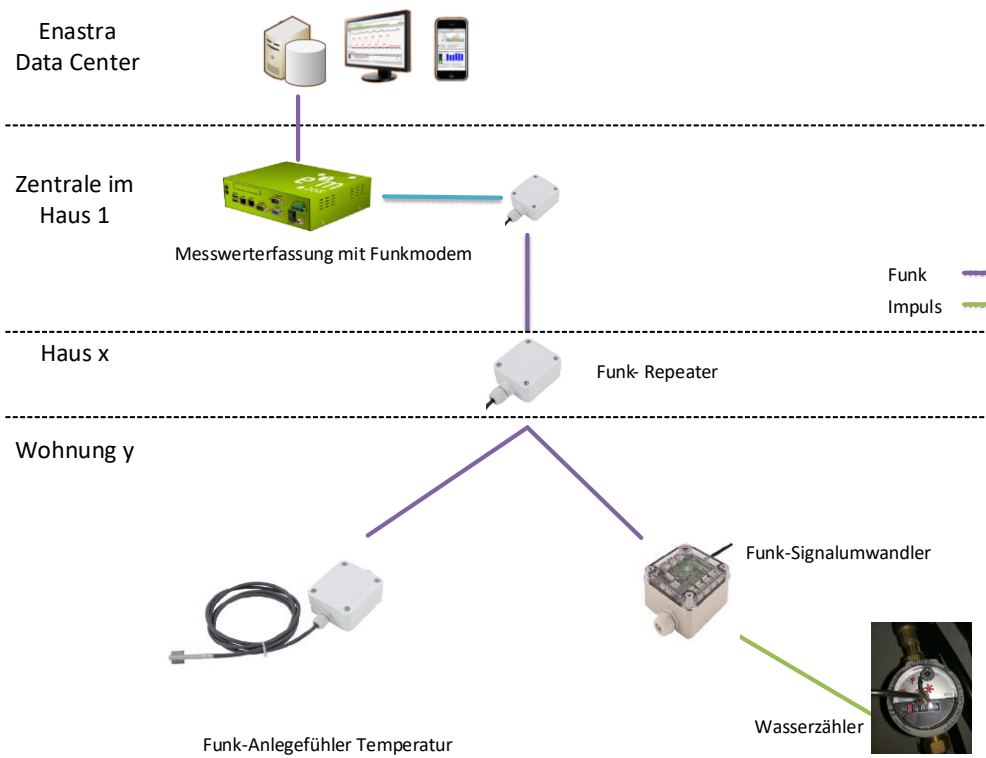 Enastra
Data Center
Zentrale im
Haus 1
e*m
box
Messwerterfassung mit Funkmodem
Funk
Impuls
Haus x
Funk- Repeater
Wohnung y
Funk-Signalumwandler
Wasserzähler
Funk-Anlegefühler Temperatur